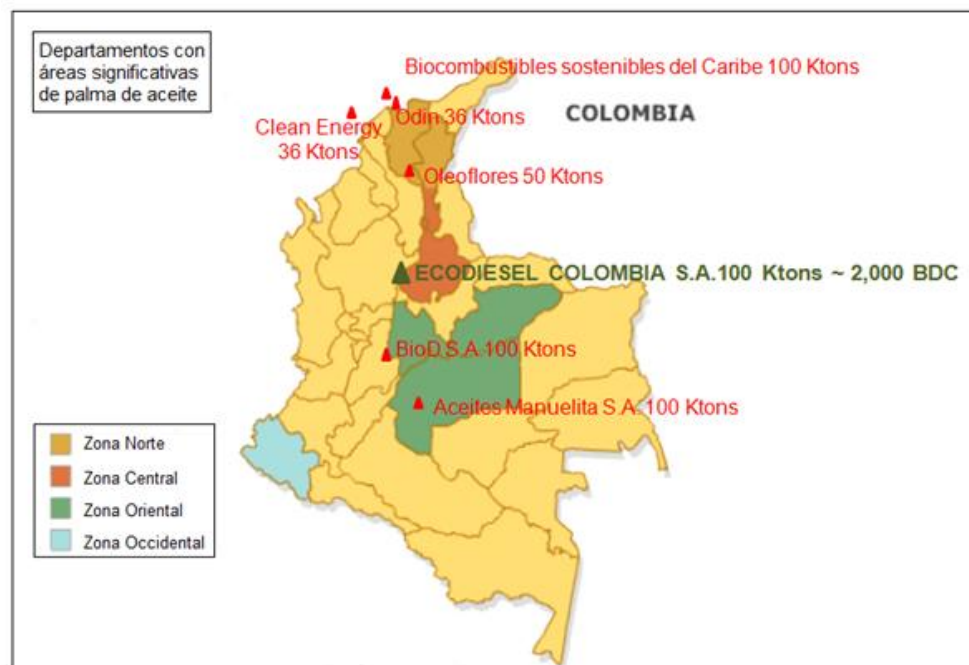 Departamentos con
áreas significativas
de palma de aceite
Biocombustibles sostenibles del Caribe 100 Ktons
COLOMBIA
Odin 36 Ktons
Clean Energy
36 Ktons
Oleoflores 50 Ktons
ECODIESEL COLOMBIA S.A.100 Ktons ~ 2,000 BDC
BioD S.A 100 Ktons
Aceites Manuelita S.A. 100 Ktons
Zona Norte
Zona Central
Zona Oriental
Zona Occidental